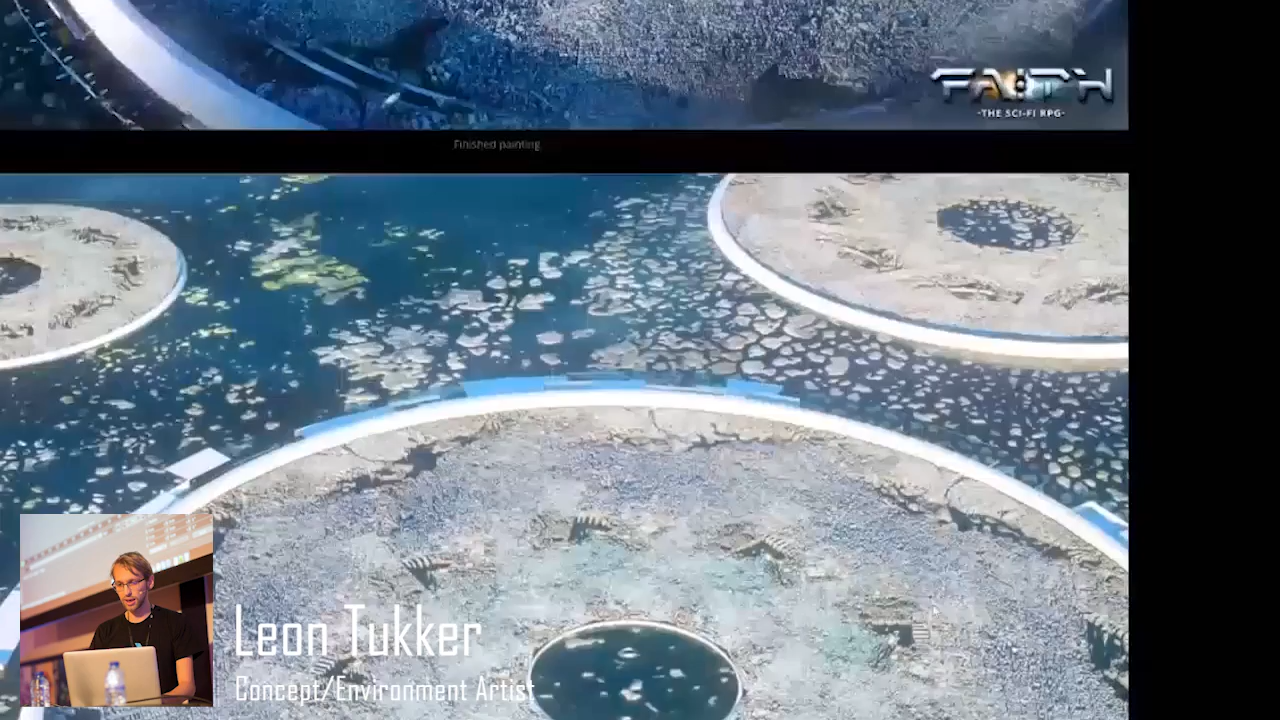 FAITH
-THE SCI-FI RPG-
Finished painting
Leon Tukker
Concept/Environment Artist